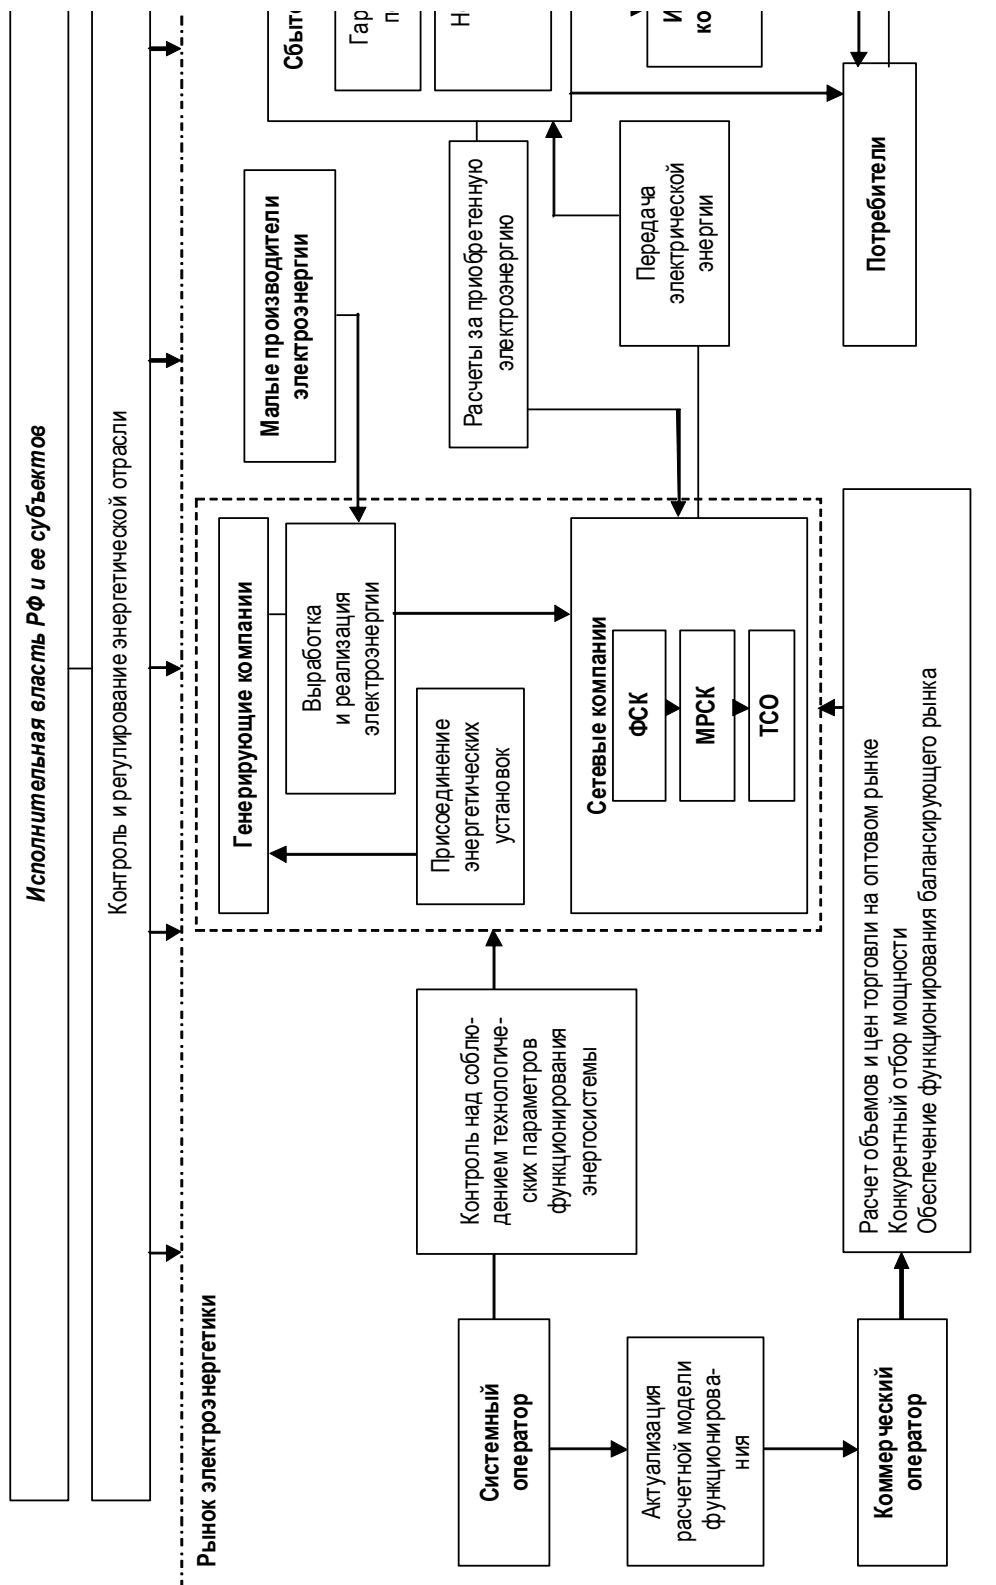 Исполнительная власть РФ и ее субъектов
Контроль и регулирование энергетической отрасли
Рынок электроэнергетики
Системный
оператор
Актуализация
расчетной модели
функционирова-
ния
Коммерческий
оператор
Контроль над соблю-
дением технологиче-
ских параметров
функционирования
энергосистемы
Расчет объемов и цен торговли на оптовом рынке
Конкурентный отбор мощности
Обеспечение функционирования балансирующего рынка
Генерирующие компании
Выработка
и реализация
электроэнергии
Присоединение
энергетических
установок
Сетевые компании
ФСК
МРСК
ТСО
Малые производители
электроэнергии
Расчеты за приобретенную
электроэнергию
Передача
электрической
энергии
Потребители